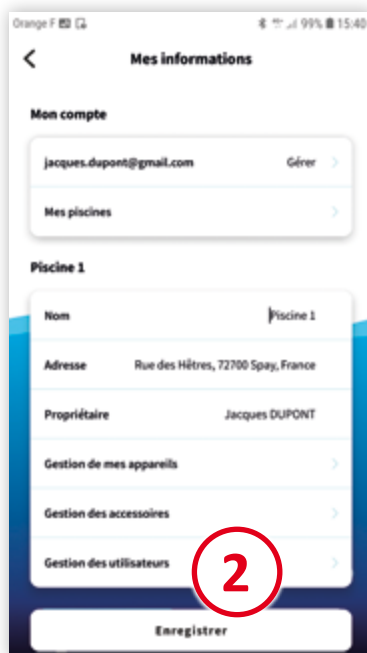 Orange F 99% 15:40
Mes informations
Mon compte
jacques.dupont@gmail.com Gérer
Mes piscines
Piscine 1
Nom Piscine 1
Adresse Rue des Hêtres, 72700 Spay, France
Propriétaire Jacques DUPONT
Gestion de mes appareils
Gestion des accessoires
Gestion des utilisateurs
2
Enregistrer